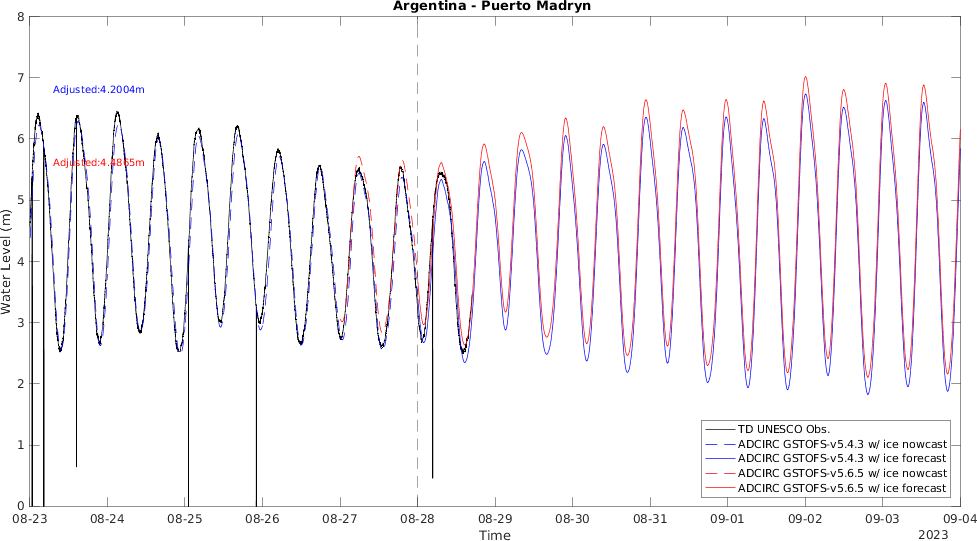 Argentina - Puerto Madryn
8
7
6
5
4
3
2
1
0
Water Level (m)
Adjusted:4.2004m
Adjusted:4.4865m
TD UNESCO Obs.
ADCIRC GSTOFS-v5.4.3 w/ ice nowcast
ADCIRC GSTOFS-v5.4.3 w/ ice forecast
ADCIRC GSTOFS-v5.6.5 w/ ice nowcast
ADCIRC GSTOFS-v5.6.5 w/ ice forecast
08-23 08-24 08-25 08-26 08-27 08-28 08-29 08-30 08-31 09-01 09-02 09-03 09-04
Time
2023